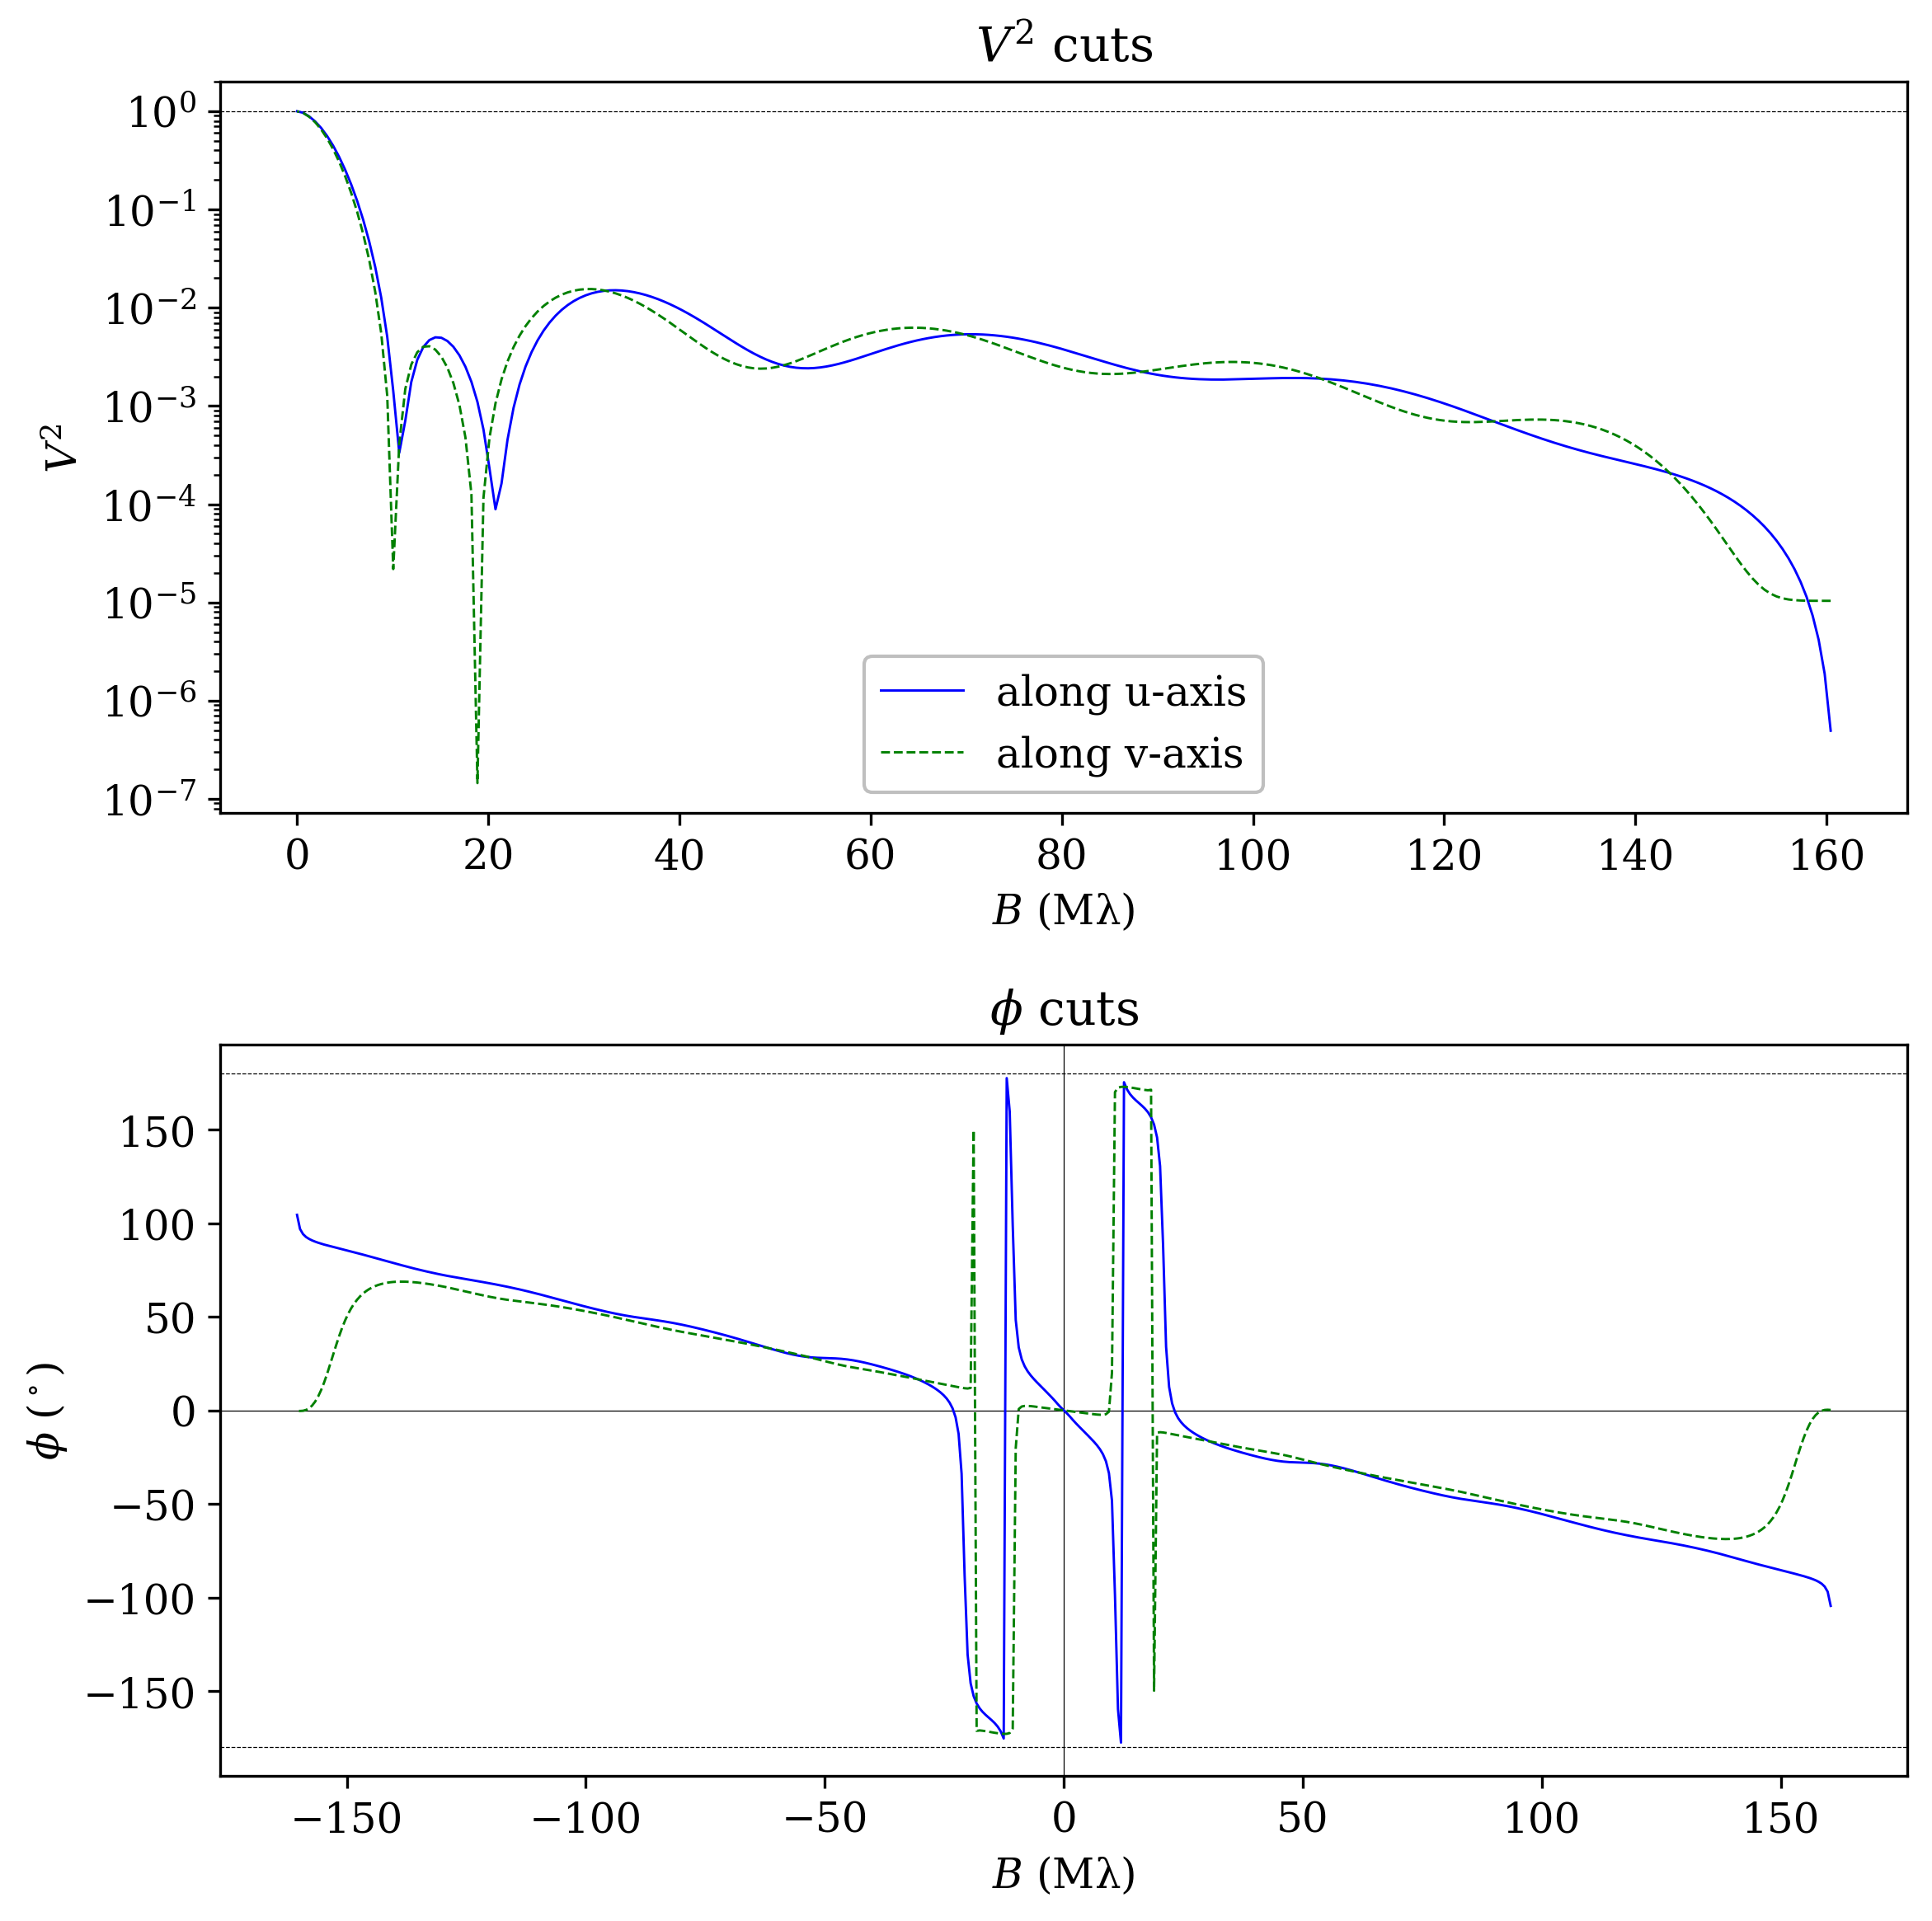 V² cuts
10⁰
10⁻¹
10⁻²
10⁻³
10⁻⁴
10⁻⁵
10⁻⁶
10⁻⁷
V²
along u-axis
along v-axis
0 20 40 60 80 100 120 140 160
B (Mλ)
ϕ cuts
150
100
50
0
−50
−100
−150
ϕ (°)
−150 −100 −50 0 50 100 150
B (Mλ)